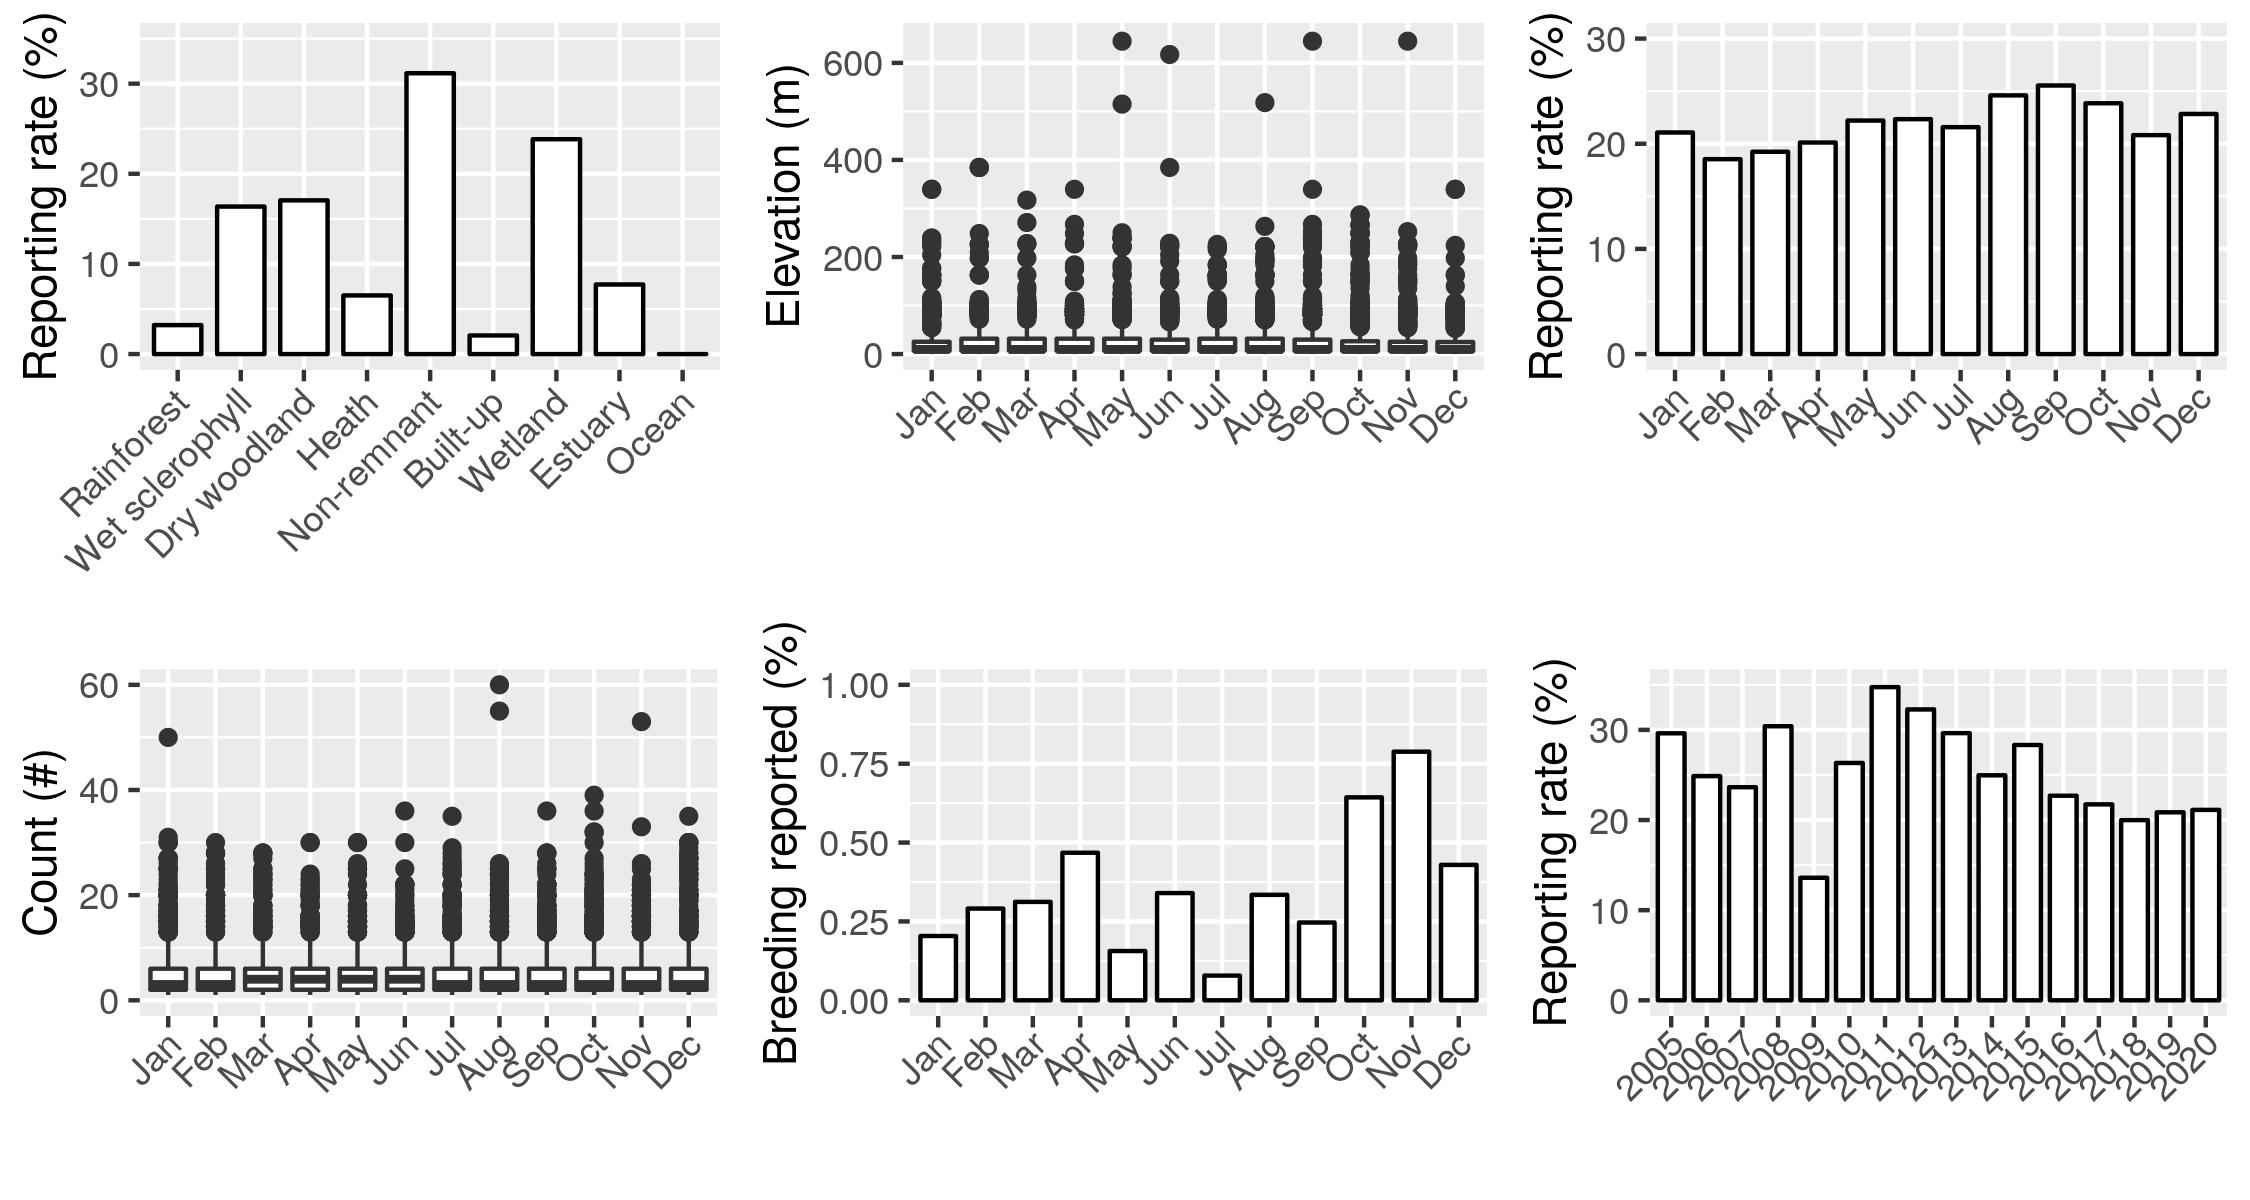 Reporting rate (%)
30
20
10
0
Rainforest
Wet sclerophyll
Dry woodland
Heath
Non-remnant
Built-up
Wetland
Estuary
Ocean
Elevation (m)
600
400
200
0
Jan
Feb
Mar
Apr
May
Jun
Jul
Aug
Sep
Oct
Nov
Dec
Reporting rate (%)
30
20
10
0
Jan
Feb
Mar
Apr
May
Jun
Jul
Aug
Sep
Oct
Nov
Dec
Count (#)
60
40
20
0
Jan
Feb
Mar
Apr
May
Jun
Jul
Aug
Sep
Oct
Nov
Dec
Breeding reported (%)
1.00
0.75
0.50
0.25
0.00
Jan
Feb
Mar
Apr
May
Jun
Jul
Aug
Sep
Oct
Nov
Dec
Reporting rate (%)
30
20
10
0
2005
2006
2007
2008
2009
2010
2011
2012
2013
2014
2015
2016
2017
2018
2019
2020